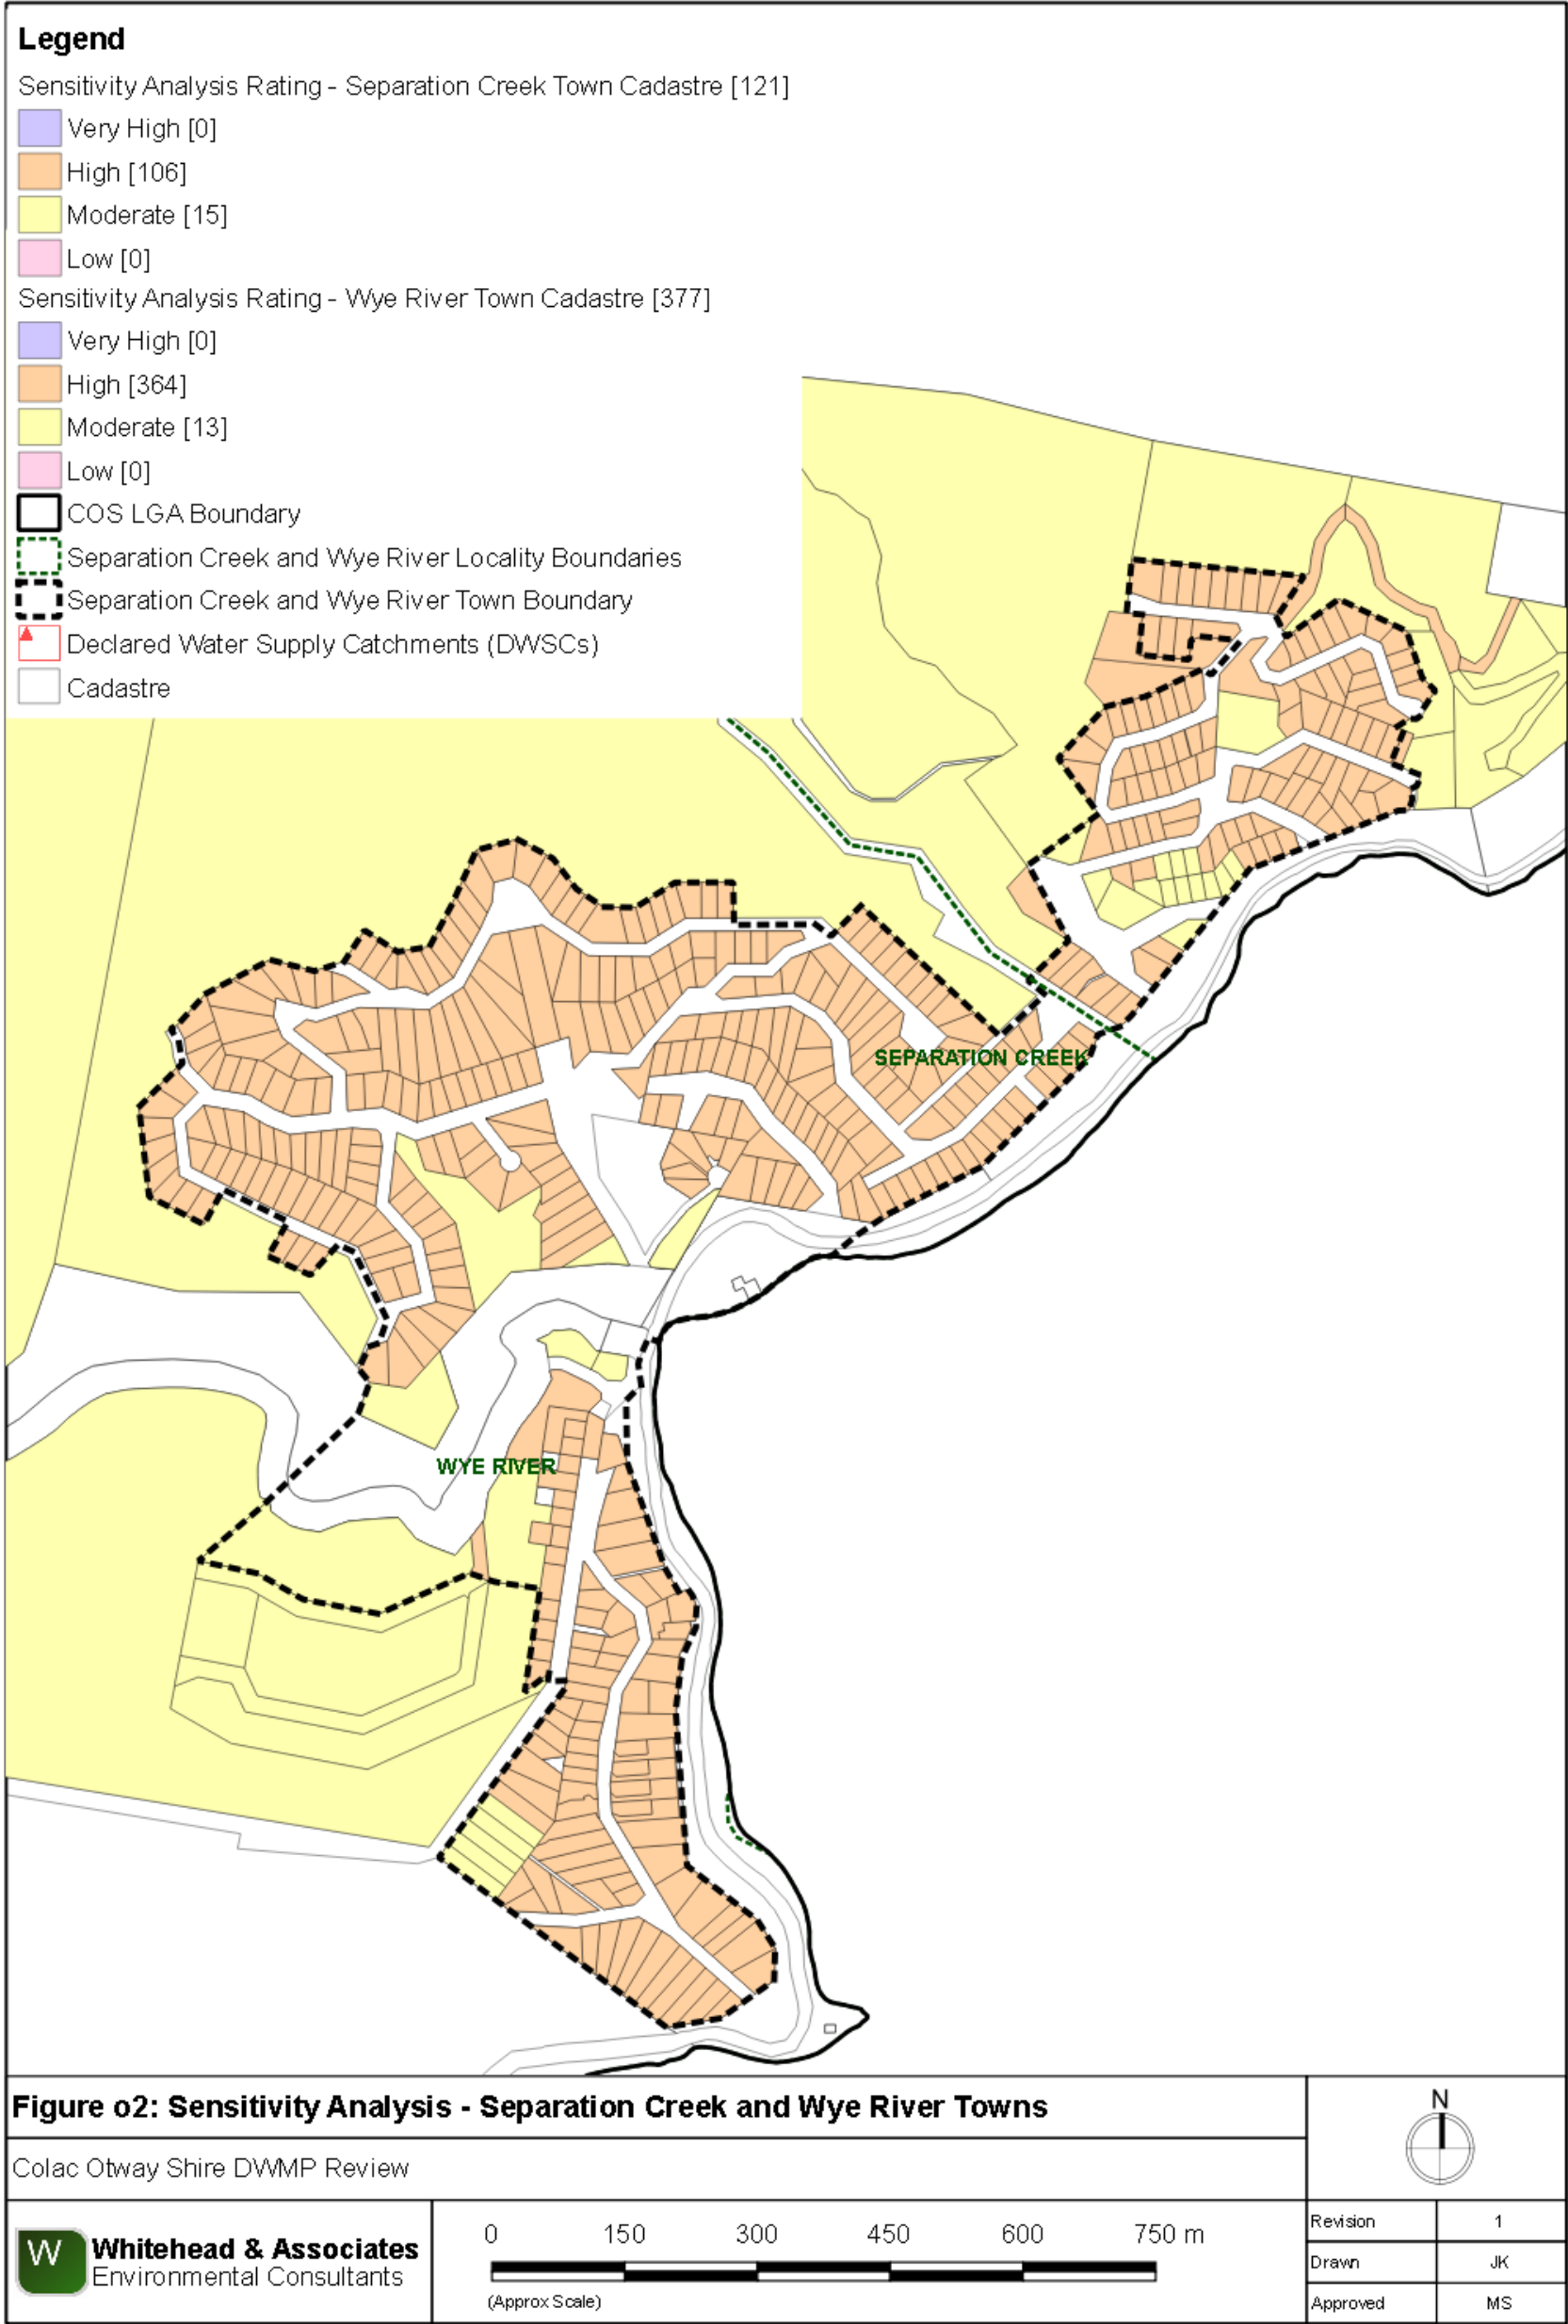 Legend
Sensitivity Analysis Rating - Separation Creek Town Cadastre [121]
Very High [0]
High [106]
Moderate [15]
Low [0]
Sensitivity Analysis Rating - Wye River Town Cadastre [377]
Very High [0]
High [364]
Moderate [13]
Low [0]
COS LGA Boundary
Separation Creek and Wye River Locality Boundaries
Separation Creek and Wye River Town Boundary
Declared Water Supply Catchments (DWSCs)
Cadastre
SEPARATION CREEK
WYE RIVER
Figure o2: Sensitivity Analysis - Separation Creek and Wye River Towns
Colac Otway Shire DWMP Review
N
W
Whitehead & Associates
Environmental Consultants
0 150 300 450 600 750 m
(Approx Scale)
Revision 1
Drawn JK
Approved MS